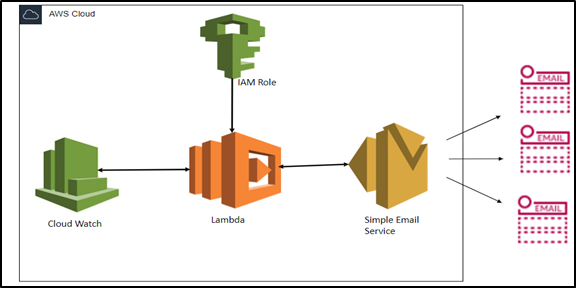 AWS Cloud
IAM Role
Cloud Watch
Lambda
Simple Email
Service
EMAIL
EMAIL
EMAIL